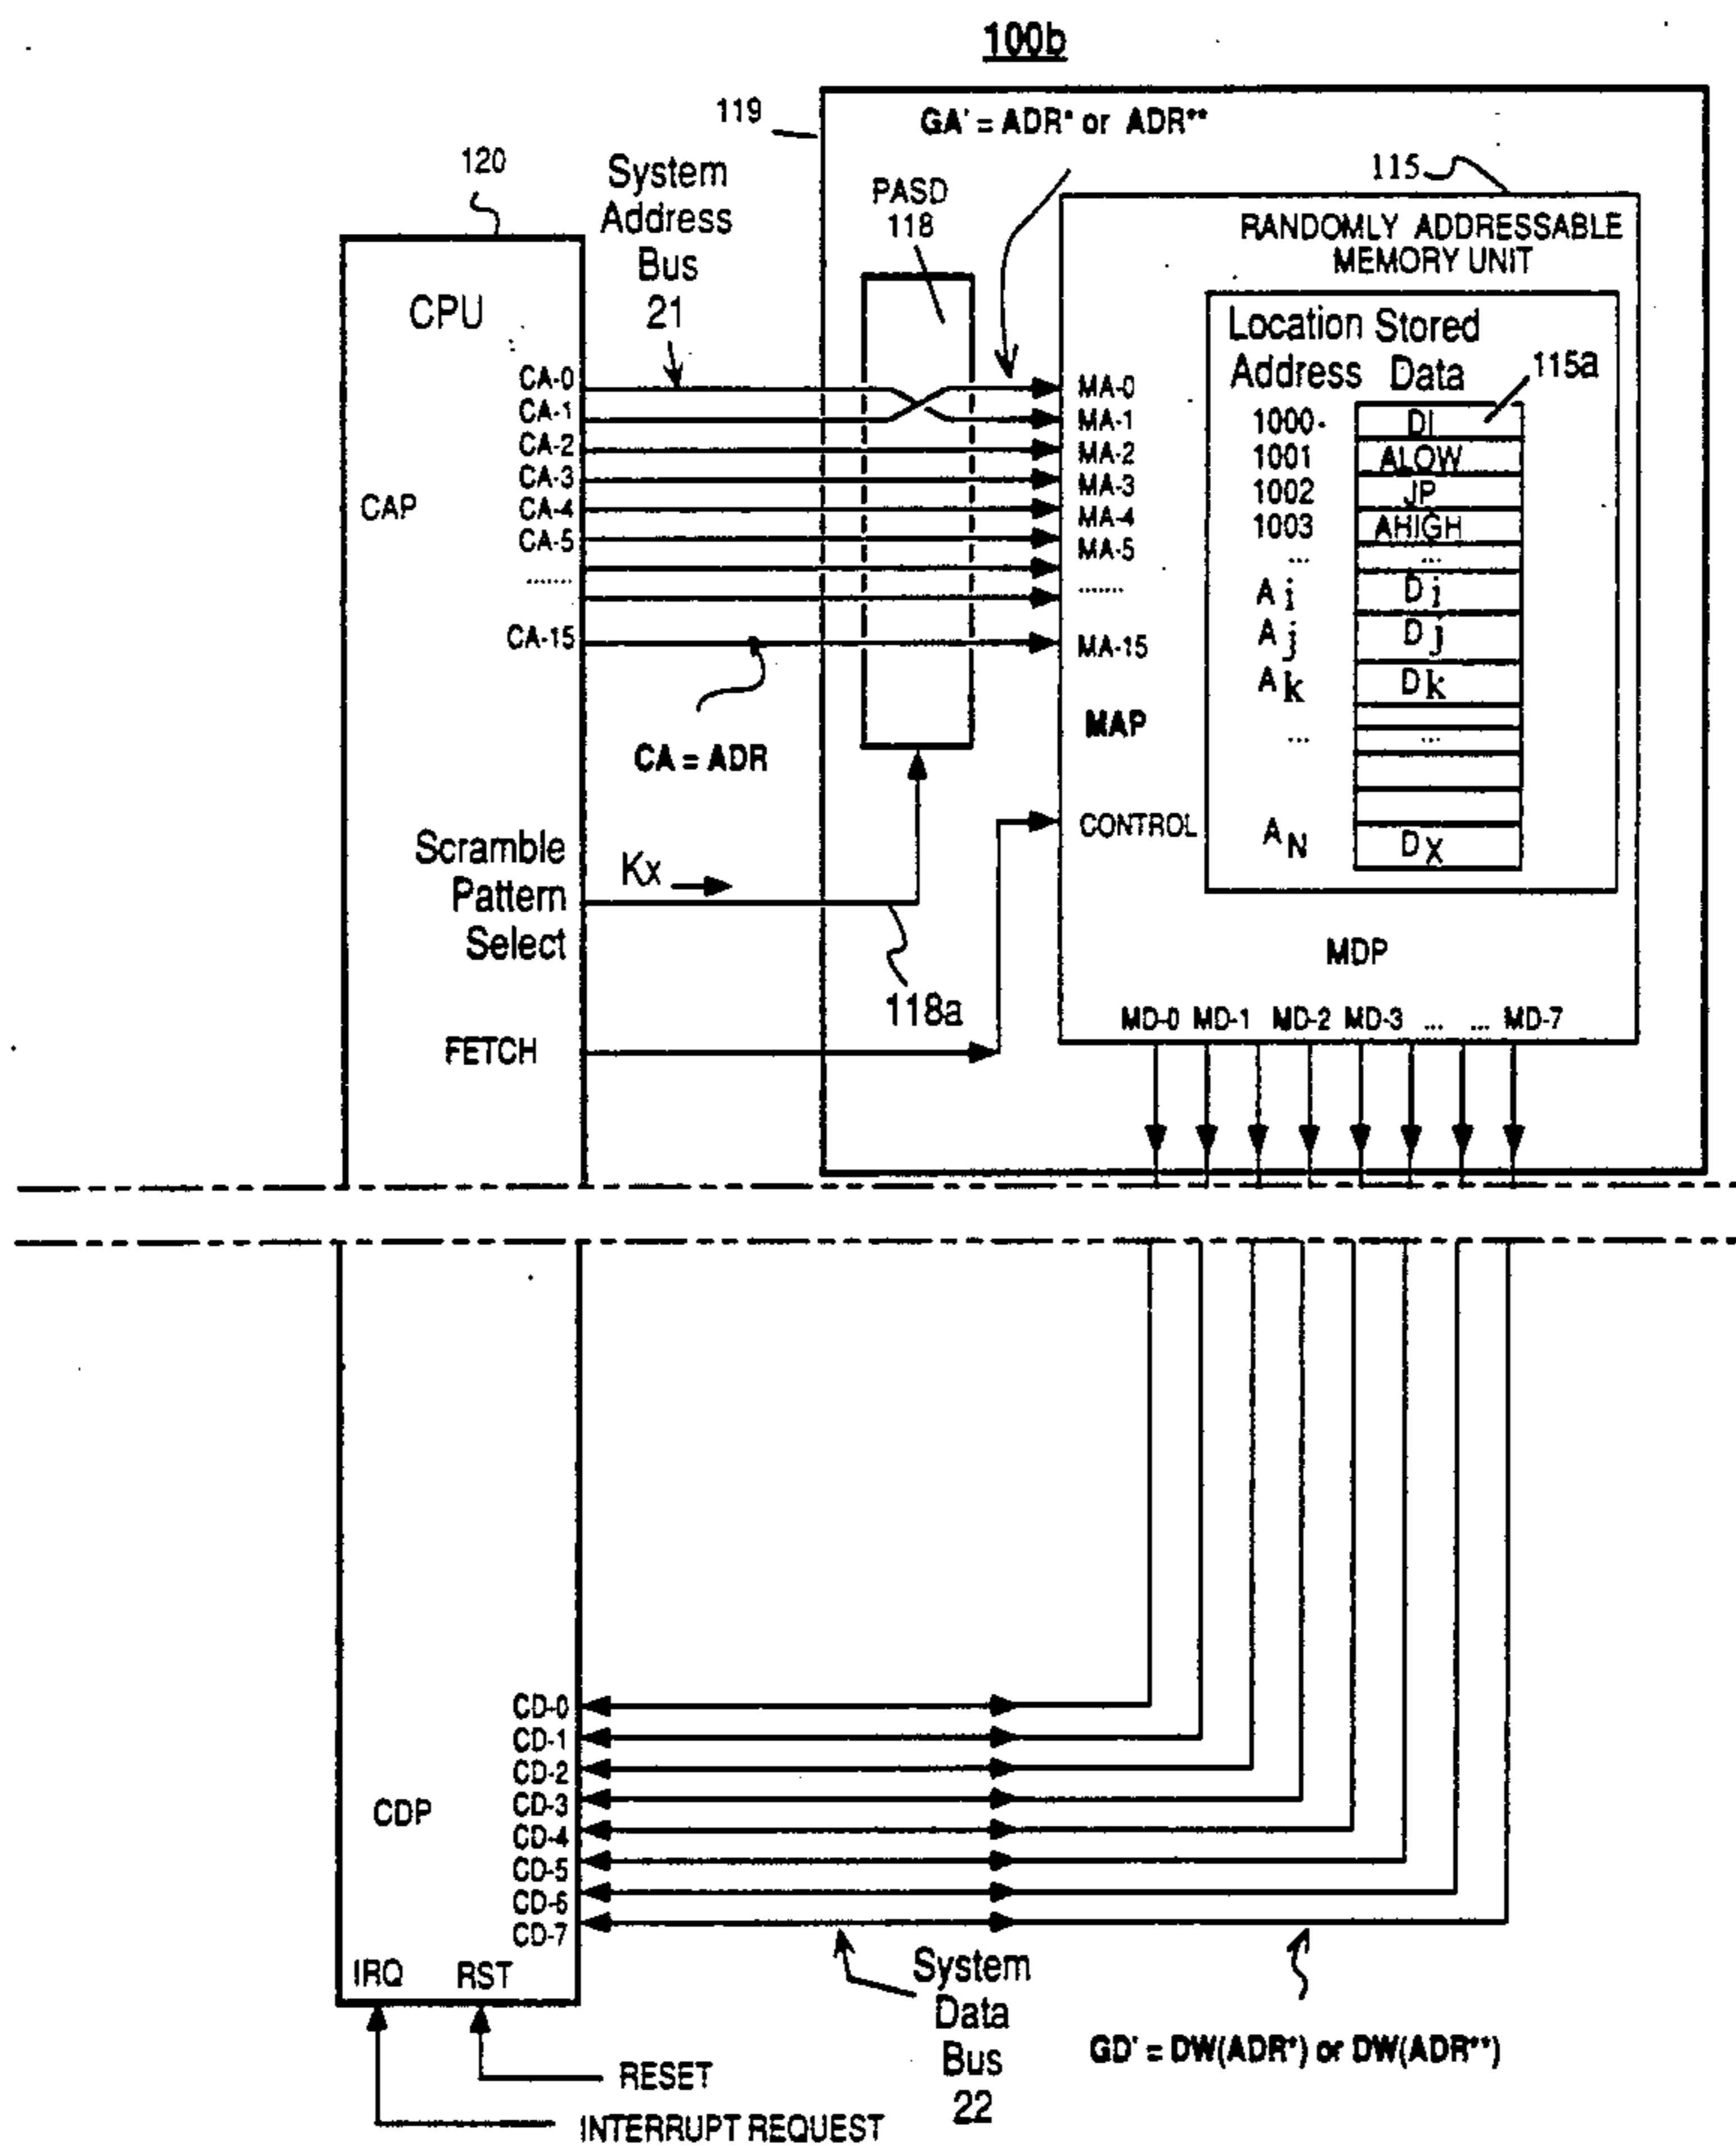 100b
119
GA' = ADR* or ADR**
120
System
Address
Bus
21
PASD
118
115
RANDOMLY ADDRESSABLE
MEMORY UNIT
CPU
Location Stored
Address Data
115a
CA-0
CA-1
CA-2
CA-3
CA-4
CA-5
.......
CA-15
CAP
MA-0
MA-1
MA-2
MA-3
MA-4
MA-5
.......
MA-15
1000- DI
1001 ALOW
1002 JP
1003 AHIGH
... ...
Ai Di
Aj Dj
Ak Dk
... ...
AN DX
MAP
CA = ADR
CONTROL
Scramble
Pattern
Select
Kx
118a
MDP
MD-0 MD-1 MD-2 MD-3 ... ... MD-7
FETCH
CD-0
CD-1
CD-2
CD-3
CD-4
CD-5
CD-6
CD-7
CDP
IRQ RST
System
Data
Bus
22
GD' = DW(ADR*) or DW(ADR**)
RESET
INTERRUPT REQUEST